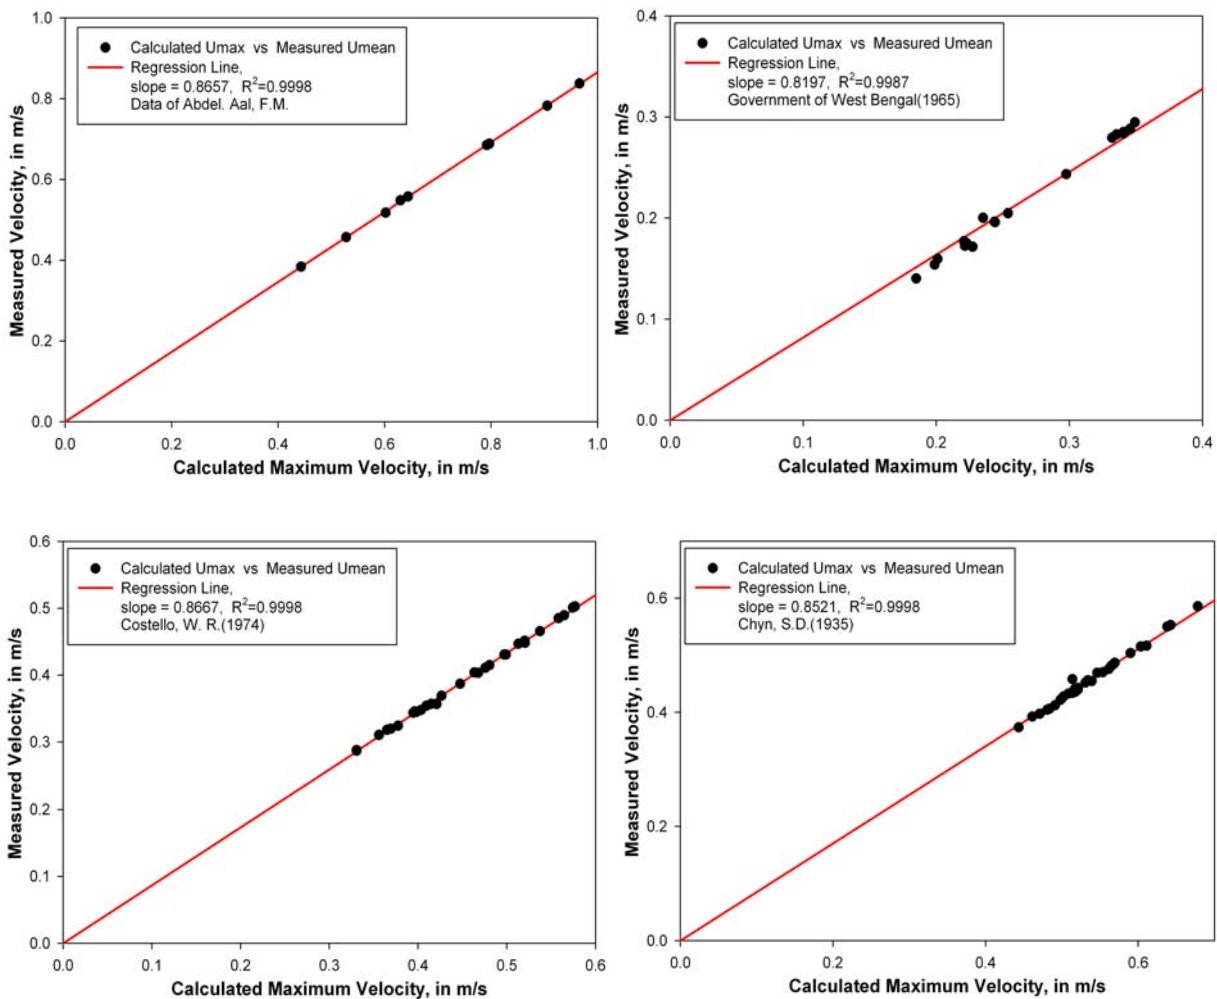 1.0
Calculated Umax vs Measured Umean
Regression Line,
slope = 0.8657, R²=0.9998
Data of Abdel. Aal, F.M.
0.8
0.6
0.4
0.2
0.0
Measured Velocity, in m/s
0.0 0.2 0.4 0.6 0.8 1.0
Calculated Maximum Velocity, in m/s
0.4
Calculated Umax vs Measured Umean
Regression Line,
slope = 0.8197, R²=0.9987
Government of West Bengal(1965)
0.3
0.2
0.1
0.0
Measured Velocity, in m/s
0.0 0.1 0.2 0.3 0.4
Calculated Maximum Velocity, in m/s
0.6
Calculated Umax vs Measured Umean
Regression Line,
slope = 0.8667, R²=0.9998
Costello, W. R.(1974)
0.5
0.4
0.3
0.2
0.1
0.0
Measured Velocity, in m/s
0.0 0.1 0.2 0.3 0.4 0.5 0.6
Calculated Maximum Velocity, in m/s
Calculated Umax vs Measured Umean
Regression Line,
slope = 0.8521, R²=0.9998
Chyn, S.D.(1935)
0.6
0.4
0.2
0.0
Measured Velocity, in m/s
0.0 0.2 0.4 0.6
Calculated Maximum Velocity, in m/s